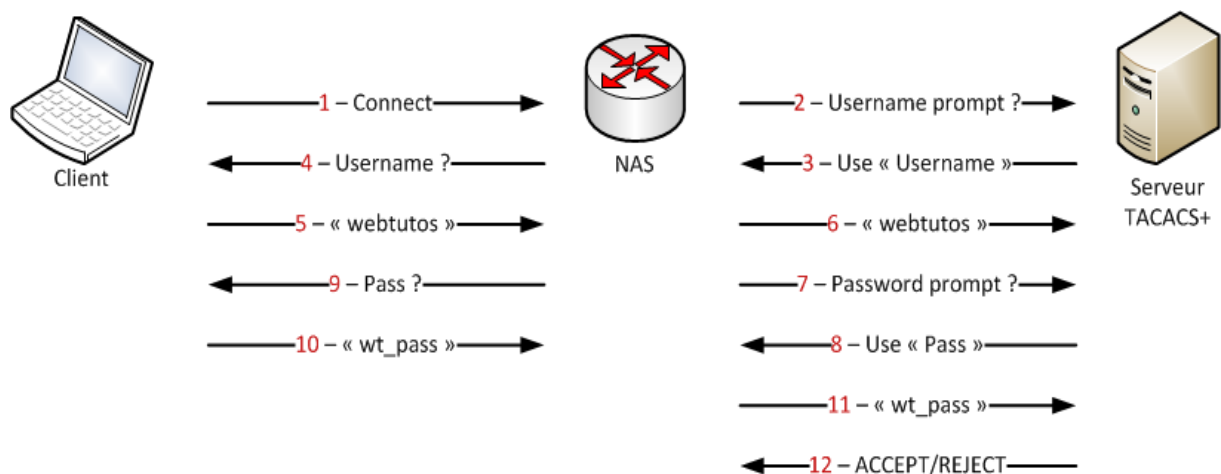 1 – Connect
2 – Username prompt ?
4 – Username ?
3 – Use « Username »
Client
NAS
Serveur
TACACS+
5 – « webtutos »
6 – « webtutos »
9 – Pass ?
7 – Password prompt ?
10 – « wt_pass »
8 – Use « Pass »
11 – « wt_pass »
12 – ACCEPT/REJECT